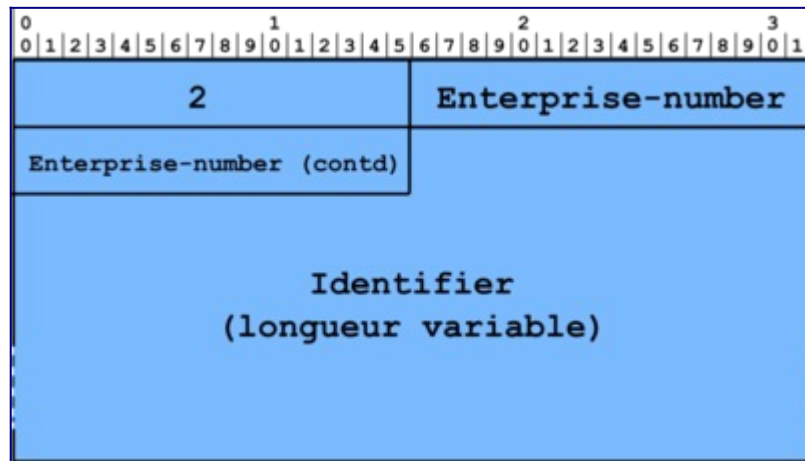 0 1 2 3
0|1|2|3|4|5|6|7|8|9|0|1|2|3|4|5|6|7|8|9|0|1|2|3|4|5|6|7|8|9|0|1
2 Enterprise-number
Enterprise-number (contd)
Identifier
(longueur variable)